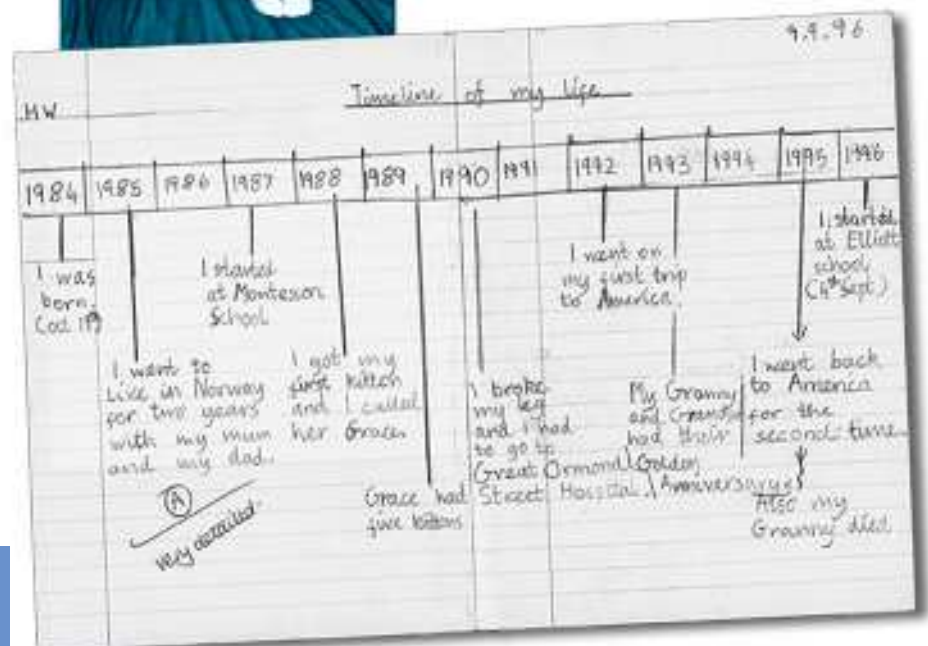 9.9.96
HW
Timeline of my life
1984 1985 1986 1987 1988 1989 1990 1991 1992 1993 1994 1995 1996
I was
born.
I went to
Live in Norway
for two years
with my mum
and my dad.
I started
at Montesori
School
I got my
first kitten
and I called
her Grace.
Grace had
five kittens
I broke
my leg
and I had
to go to
Great Ormond
Street Hospital.
I went on
my first trip
to America.
My Granny
and
had their
Golden
Anniversary
I went back
to America
for the
second time.
Also my
Granny died
I started
at Elliott
school
(4th Sept.)
A
very detailed.